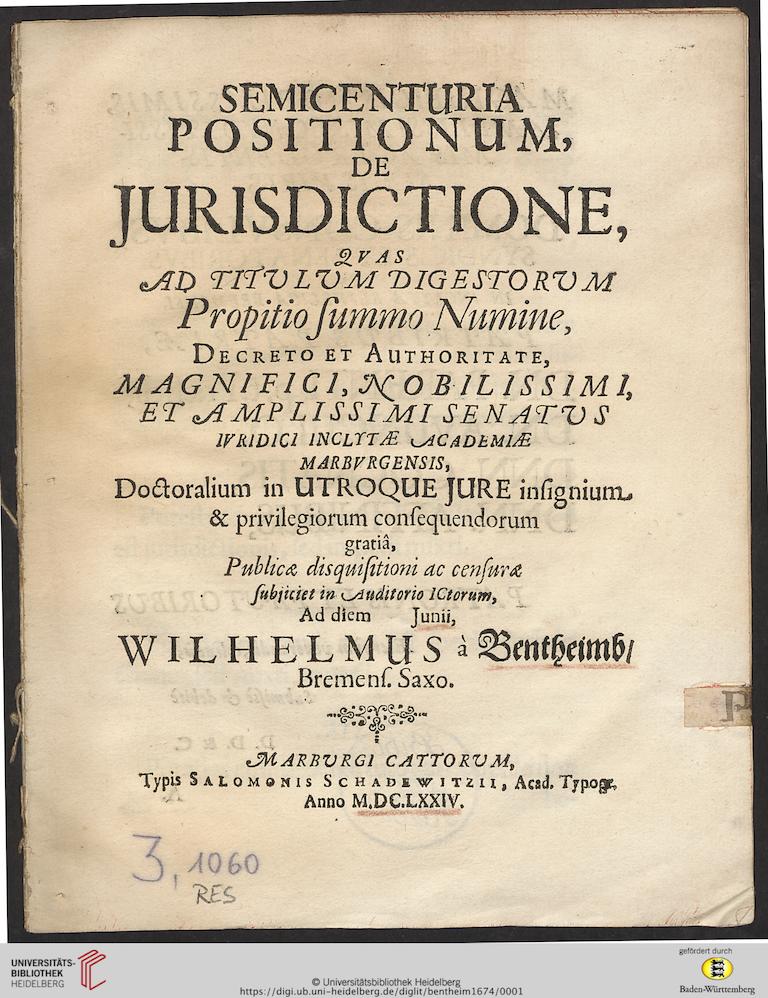 SEMICENTURIA
POSITIONUM,
DE
JURISDICTIONE,
QVAS
AD TITULUM DIGESTORUM
Propitio ſummo Numine,
DECRETO ET AUTHORITATE,
MAGNIFICI, NOBILISSIMI,
ET AMPLISSIMI SENATVS
IVRIDICI INCLYTÆ ACADEMIÆ
MARBVRGENSIS,
Doctoralium in UTROQUE JURE inſignium
& privilegiorum conſequendorum
gratiâ,
Publicæ disquiſitioni ac cenſuræ
ſubjiciet in Auditorio ICtorum,
Ad diem Junii,
WILHELMUS à Bentheimb/
Bremenſ. Saxo.
MARBURGI CATTORUM,
Typis SALOMONIS SCHADEWITZII, Acad. Typogr.
Anno M.DC.LXXIV.
P
3, 1060
RES
UNIVERSITÄTS-
BIBLIOTHEK
HEIDELBERG
© Universitätsbibliothek Heidelberg
https://digi.ub.uni-heidelberg.de/diglit/bentheim1674/0001
gefördert durch
Baden-Württemberg